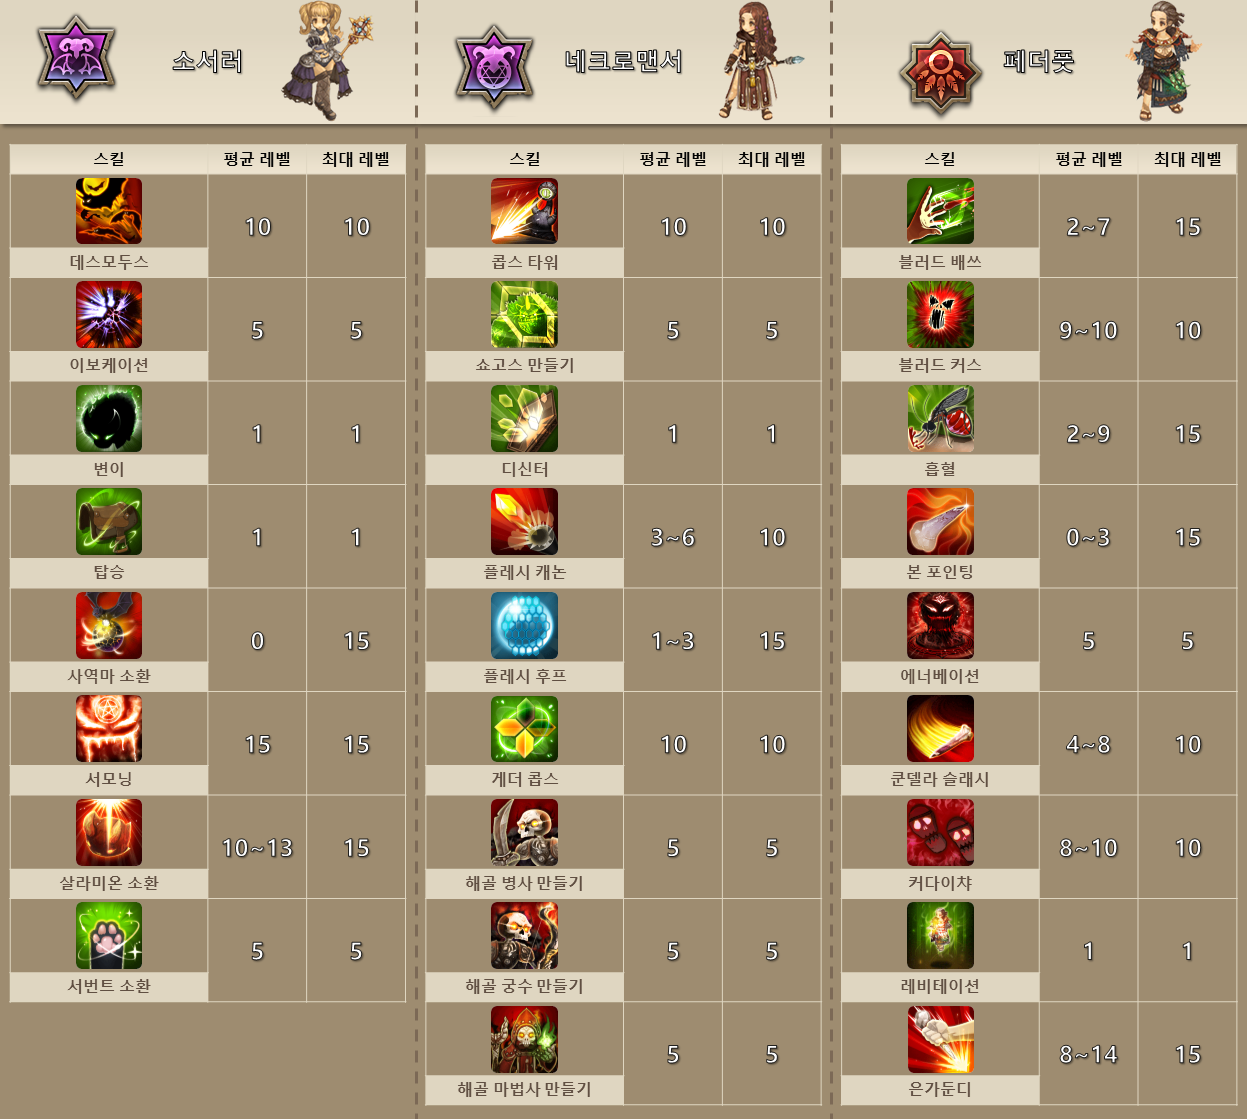 소서러
스킬 평균 레벨 최대 레벨
데스모두스 10 10
이보케이션 5 5
변이 1 1
탑승 1 1
사역마 소환 0 15
서모닝 15 15
살라미온 소환 10~13 15
서번트 소환 5 5
네크로맨서
스킬 평균 레벨 최대 레벨
콥스 타워 10 10
쇼고스 만들기 5 5
디신터 1 1
플레시 캐논 3~6 10
플레시 후프 1~3 15
게더 콥스 10 10
해골 병사 만들기 5 5
해골 궁수 만들기 5 5
해골 마법사 만들기 5 5
페더풋
스킬 평균 레벨 최대 레벨
블러드 배쓰 2~7 15
블러드 커스 9~10 10
흡혈 2~9 15
본 포인팅 0~3 15
에너베이션 5 5
쿤델라 슬래시 4~8 10
커다이챠 8~10 10
레비테이션 1 1
은가둔디 8~14 15